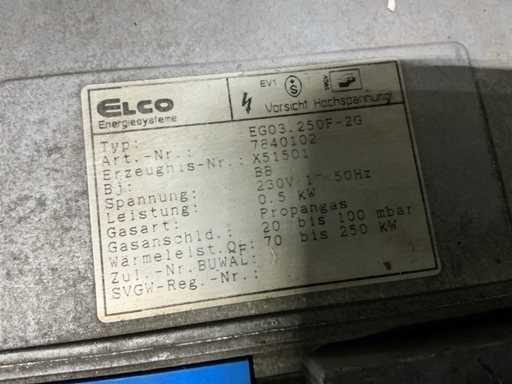 ELCO
Energiesysteme
EV1
Vorsicht Hochspannung!
Typ: EG03.250F-2G
Art.-Nr.: 7840102
Erzeugnis-Nr.: X51501
Bj: BB
Spannung: 230V, 1~ 50Hz
Leistung: 0.5 kW
Gasart: Propangas
Gasanschld.: 20 bis 100 mbar
Wärmeleist.QF: 70 bis 250 kW
Zul.-Nr.BUWAL:
SVGW-Reg.-Nr.: